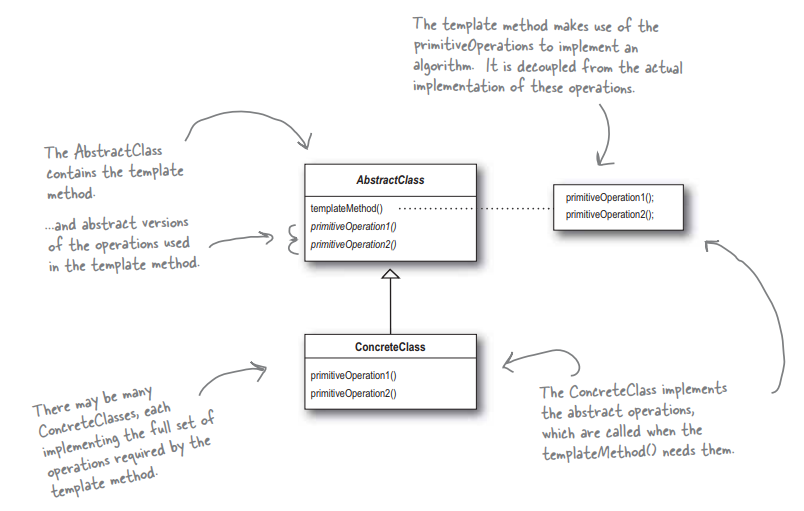 The template method makes use of the
primitiveOperations to implement an
algorithm. It is decoupled from the actual
implementation of these operations.
The AbstractClass
contains the template
method.
...and abstract versions
of the operations used
in the template method.
AbstractClass
templateMethod()
primitiveOperation1()
primitiveOperation2()
primitiveOperation1();
primitiveOperation2();
ConcreteClass
primitiveOperation1()
primitiveOperation2()
There may be many
ConcreteClasses, each
implementing the full set of
operations required by the
template method.
The ConcreteClass implements
the abstract operations,
which are called when the
templateMethod() needs them.